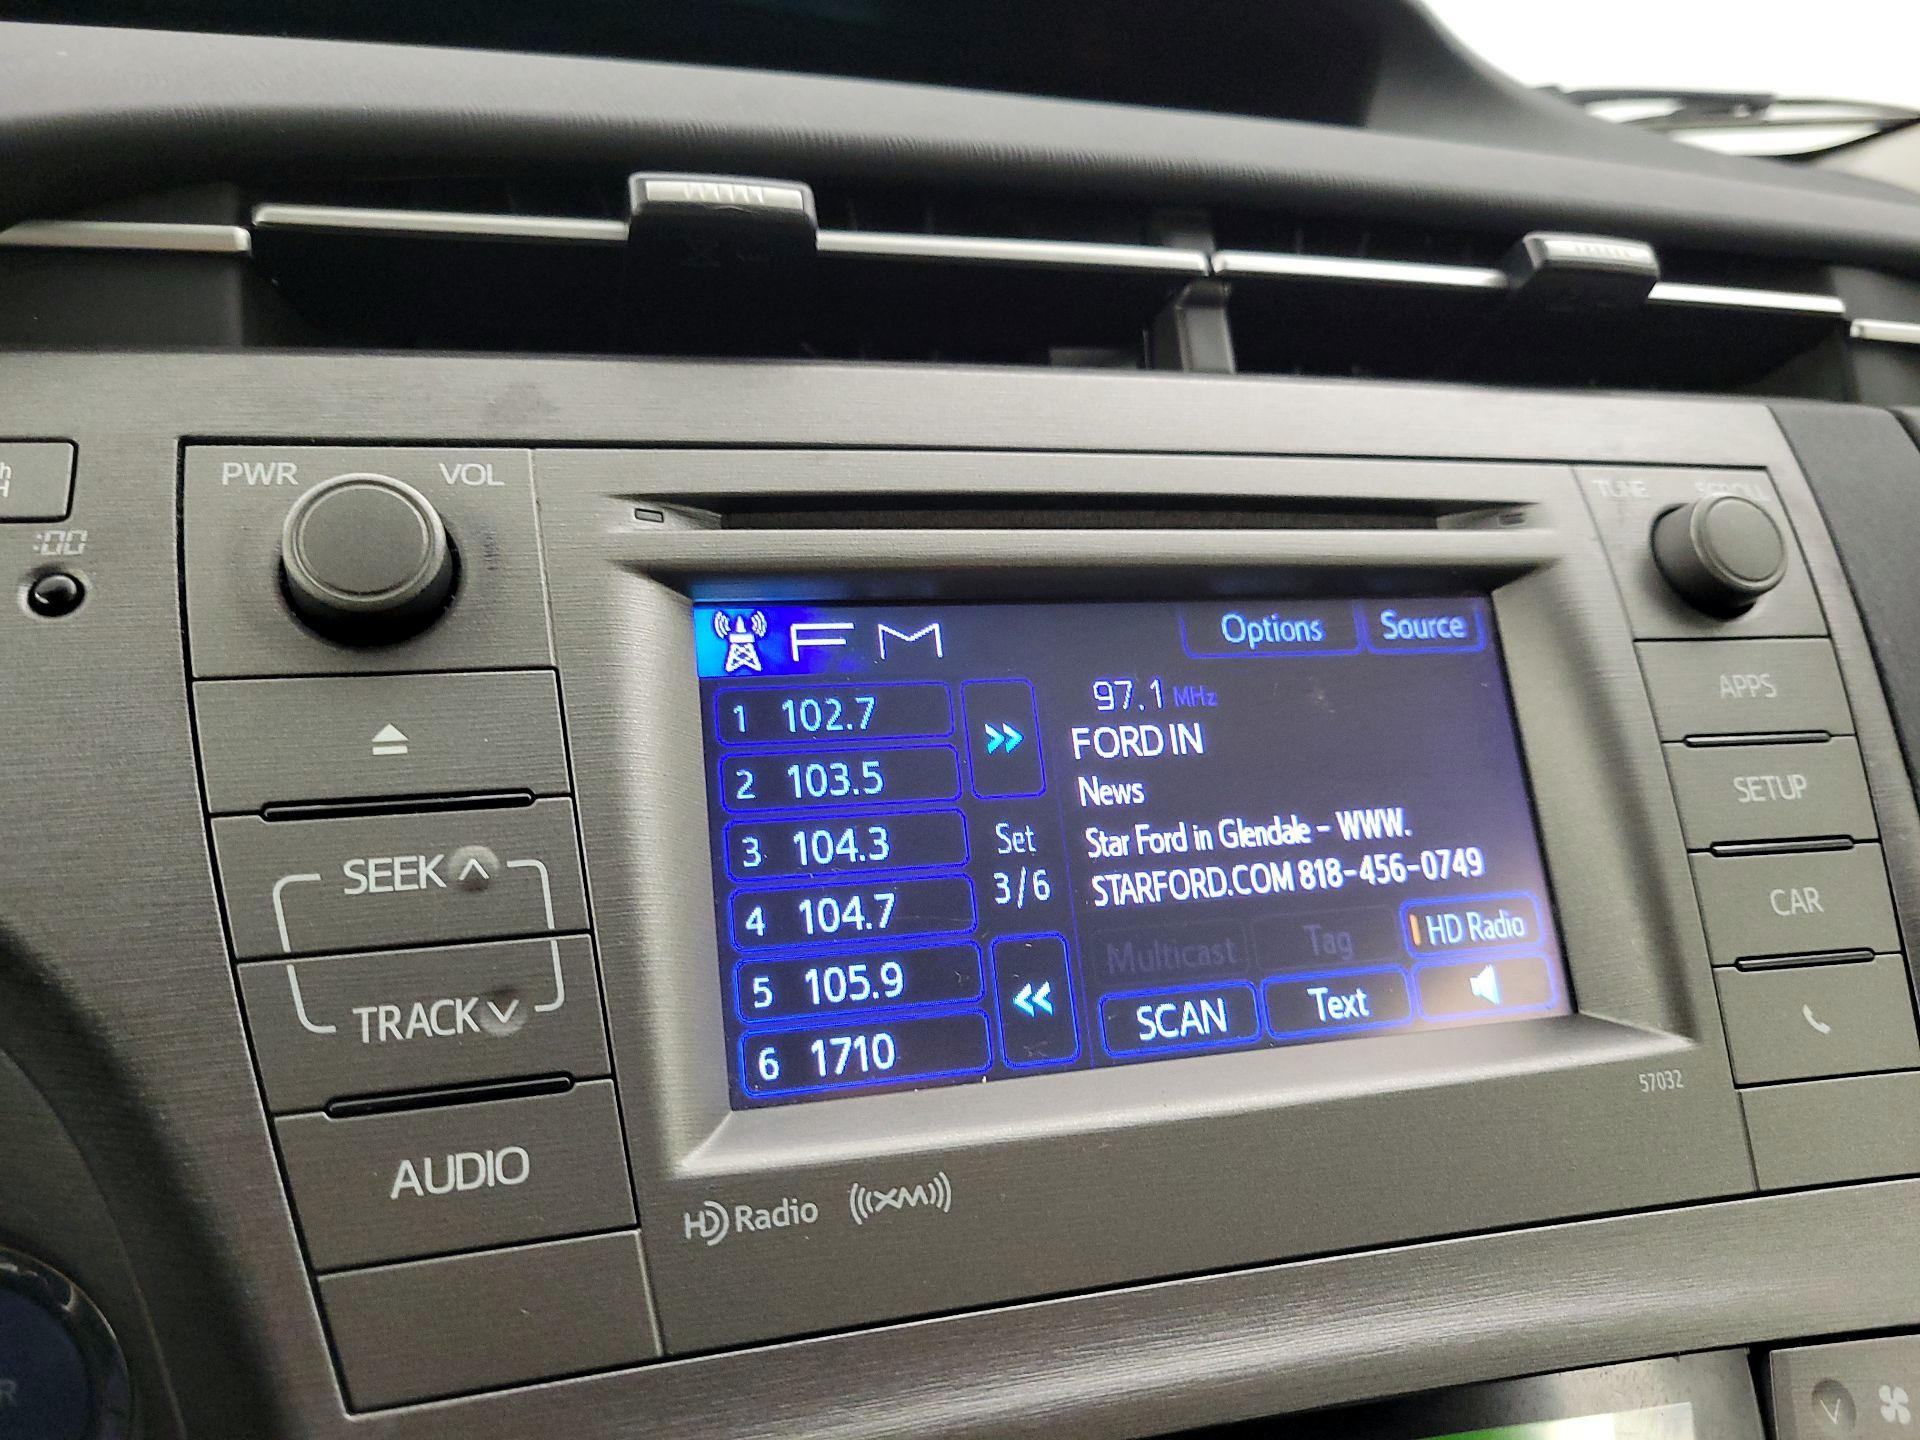 PWR VOL
:00
TUNE SCROLL
FM
Options
Source
1 102.7
2 103.5
3 104.3
4 104.7
5 105.9
6 1710
Set
3/6
97.1 MHz
FORD IN
News
Star Ford in Glendale - WWW.
STARFORD.COM 818-456-0749
Multicast
Tag
HD Radio
SCAN
Text
SEEK
TRACK
AUDIO
APPS
SETUP
CAR
57032
HD Radio
((XM))